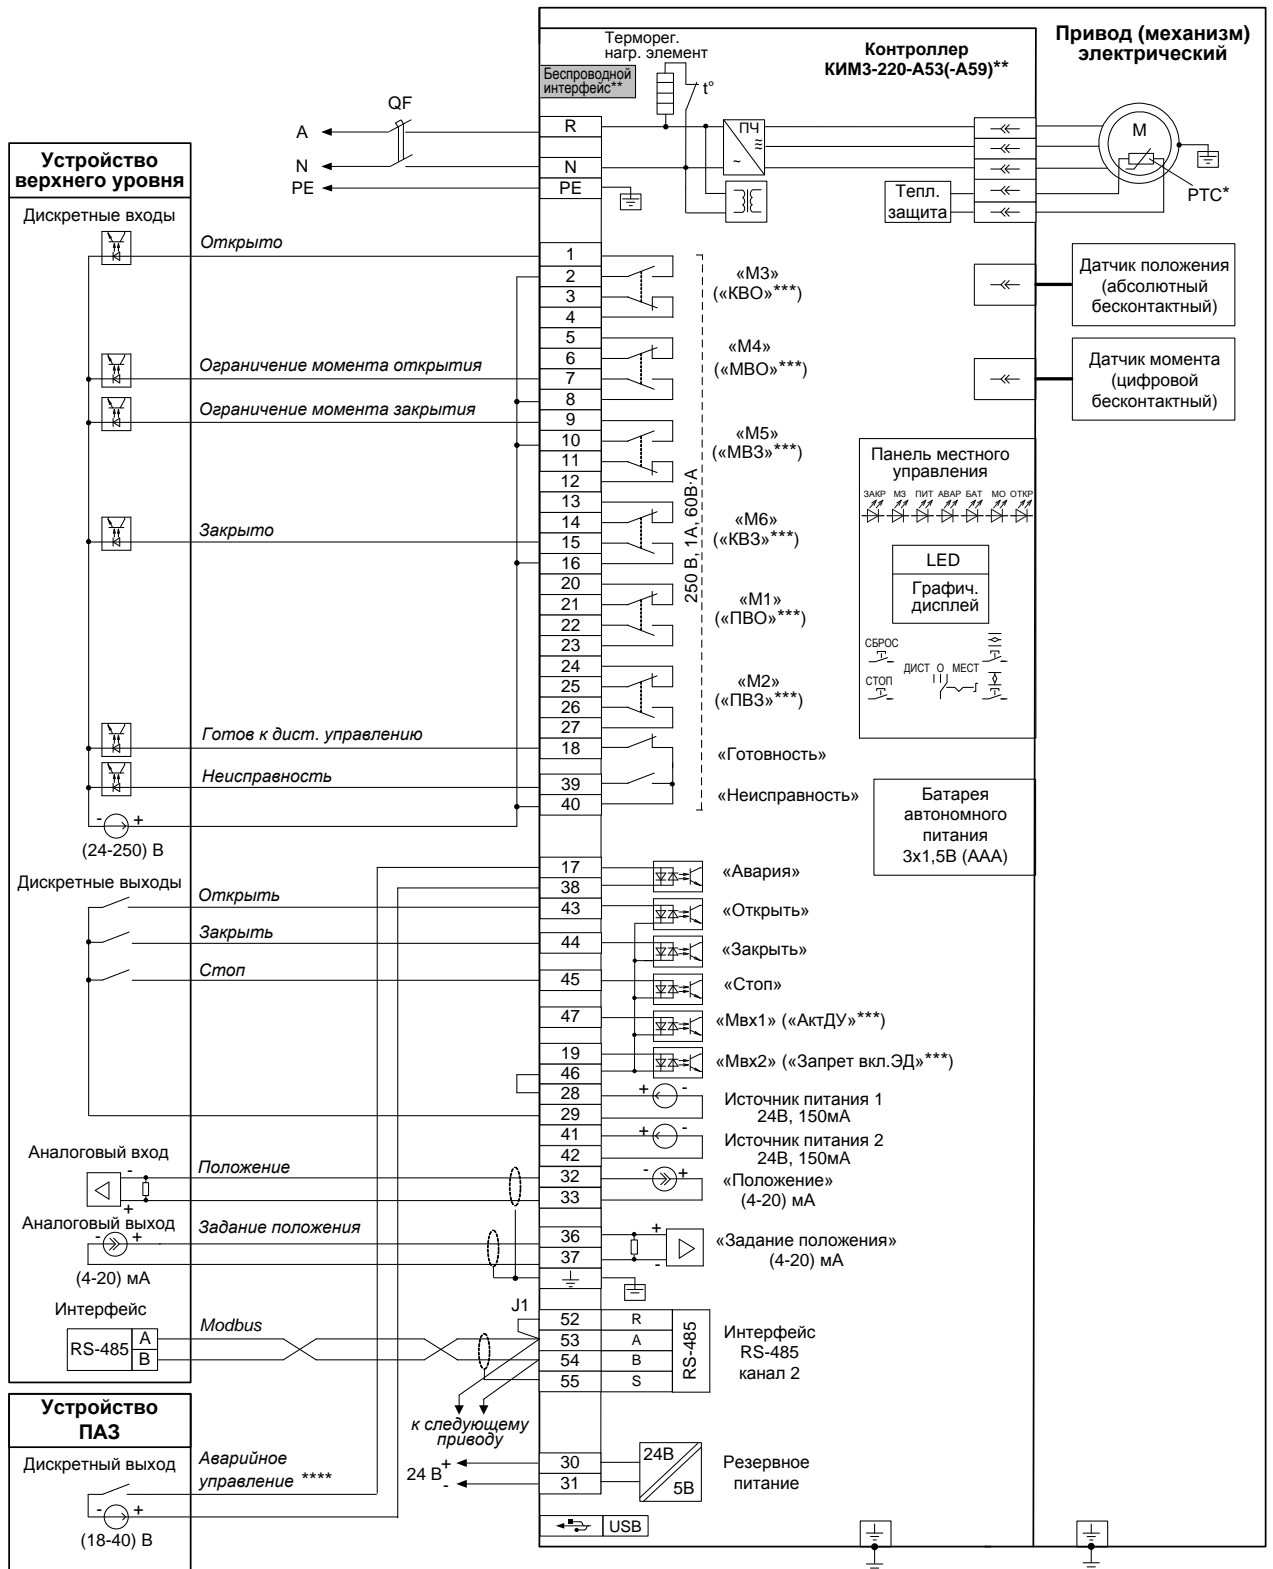 Привод (механизм)
электрический
Контроллер
КИМ3-220-А53(-А59)**
Терморег.
нагр. элемент
t°
Беспроводной
интерфейс**
QF
A
N
PE
R
N
PE
ПЧ
≈
~
Тепл.
защита
М
РТС*
Устройство
верхнего уровня
Дискретные входы
Открыто
1
2
3
4
«М3»
(«КВО»***)
Датчик положения
(абсолютный
бесконтактный)
5
6
7
8
«М4»
(«МВО»***)
Ограничение момента открытия
Датчик момента
(цифровой
бесконтактный)
Ограничение момента закрытия
9
10
11
12
«М5»
(«МВЗ»***)
250 В, 1А, 60В·А
Панель местного
управления
ЗАКР МЗ ПИТ АВАР БАТ МО ОТКР
LED
Графич.
дисплей
СБРОС
СТОП
ДИСТ О МЕСТ
Закрыто
13
14
15
16
«М6»
(«КВЗ»***)
20
21
22
23
«М1»
(«ПВО»***)
24
25
26
27
«М2»
(«ПВЗ»***)
Готов к дист. управлению
18
«Готовность»
Неисправность
39
40
«Неисправность»
- +
(24-250) В
Батарея
автономного
питания
3х1,5В (ААА)
Дискретные выходы
17
38
«Авария»
Открыть
43
«Открыть»
Закрыть
44
«Закрыть»
Стоп
45
«Стоп»
47
«Мвх1» («АктДУ»***)
19
46
«Мвх2» («Запрет вкл.ЭД»***)
28
29
+ -
Источник питания 1
24В, 150мА
41
42
+ -
Источник питания 2
24В, 150мА
Аналоговый вход
-
+
Положение
32
33
- +
«Положение»
(4-20) мА
Аналоговый выход
- +
(4-20) мА
Задание положения
36
37
+
-
«Задание положения»
(4-20) мА
Интерфейс
RS-485
A
B
Modbus
J1
52 R
53 A
54 B
55 S
RS-485
Интерфейс
RS-485
канал 2
к следующему
приводу
Устройство
ПАЗ
Дискретный выход
- +
(18-40) В
Аварийное
управление ****
24 В
+
-
30
31
24В
5В
Резервное
питание
USB